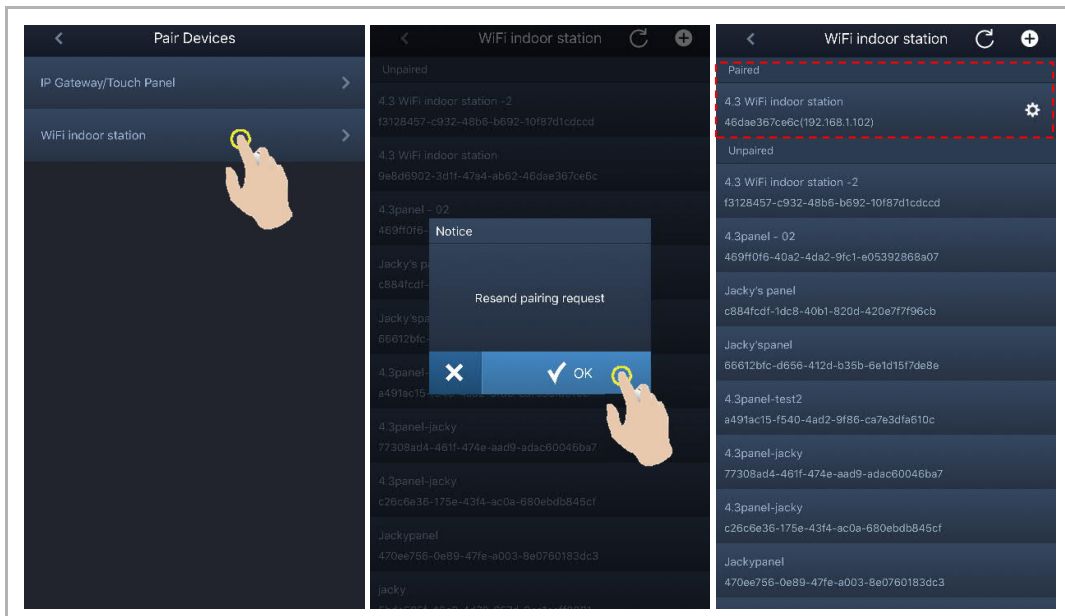 Pair Devices
IP Gateway/Touch Panel
WiFi indoor station
WiFi indoor station
Unpaired
4.3 WiFi indoor station -2
f3128457-c932-48b6-b692-10f87d1cdccd
4.3 WiFi indoor station
9e8d6902-3d1f-47a4-ab62-46dae367ce6c
4.3panel - 02
469ff0f6-
Notice
Jacky's p
c884fcdf-
Resend pairing request
Jacky'spa
66612bfc-
4.3panel-
OK
a491ac15-
4.3panel-jacky
77308ad4-461f-474e-aad9-adac60046ba7
4.3panel-jacky
c26c6e36-175e-43f4-ac0a-680ebdb845cf
Jackypanel
470ee756-0e89-47fe-a003-8e0760183dc3
jacky
WiFi indoor station
Paired
4.3 WiFi indoor station
46dae367ce6c(192.168.1.102)
Unpaired
4.3 WiFi indoor station -2
f3128457-c932-48b6-b692-10f87d1cdccd
4.3panel - 02
469ff0f6-40a2-4da2-9fc1-e05392868a07
Jacky's panel
c884fcdf-1dc8-40b1-820d-420e7f7f96cb
Jacky'spanel
66612bfc-d656-412d-b35b-6e1d15f7de8e
4.3panel-test2
a491ac15-f540-4ad2-9f86-ca7e3dfa610c
4.3panel-jacky
77308ad4-461f-474e-aad9-adac60046ba7
4.3panel-jacky
c26c6e36-175e-43f4-ac0a-680ebdb845cf
Jackypanel
470ee756-0e89-47fe-a003-8e0760183dc3